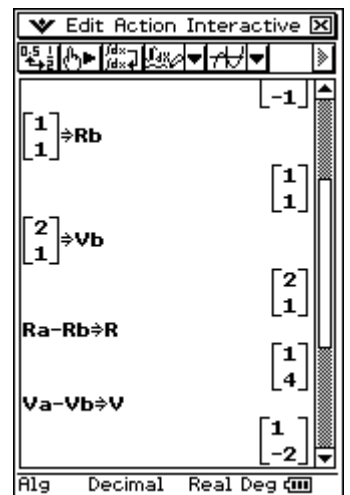 Edit Action Interactive
[-1]
[1
1]⇒Rb
[1
1]
[2
1]⇒Vb
[2
1]
Ra-Rb⇒R
[1
4]
Va-Vb⇒V
[1
-2]
Alg Decimal Real Deg